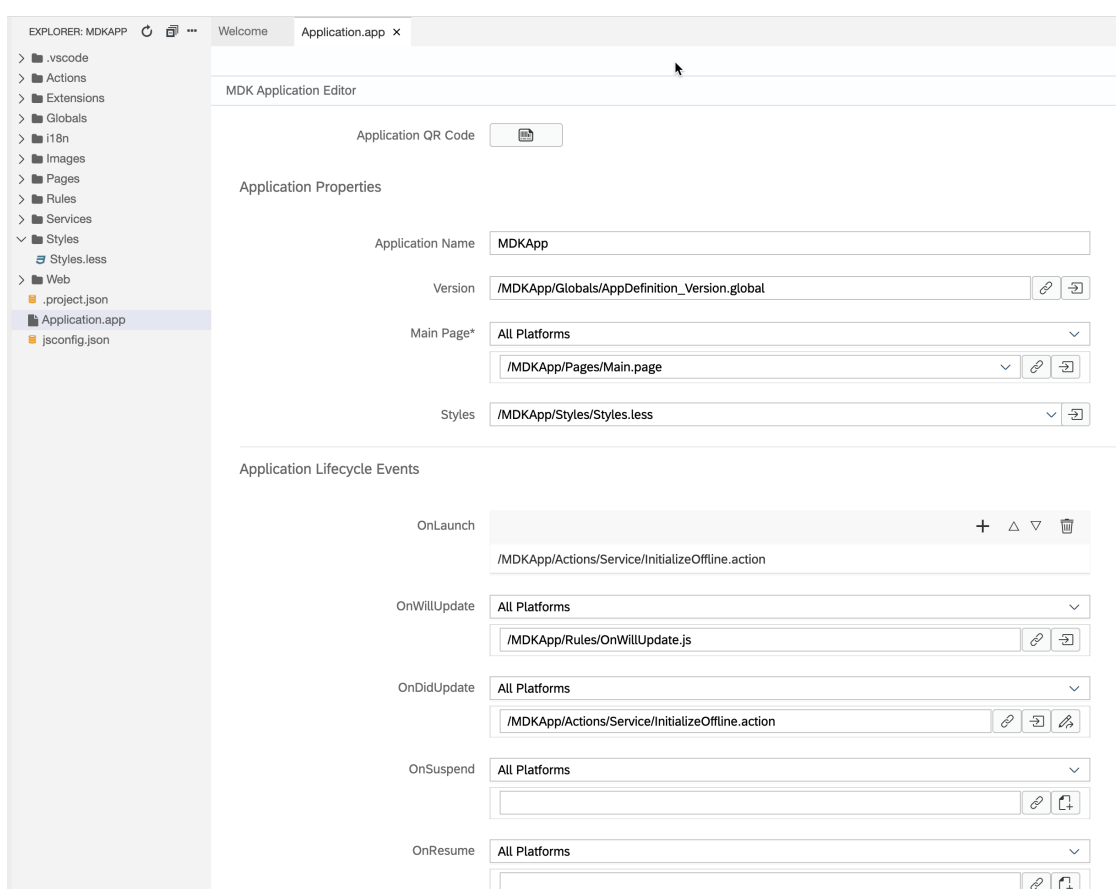 EXPLORER: MDKAPP
Welcome
Application.app
.vscode
Actions
Extensions
Globals
i18n
Images
Pages
Rules
Services
Styles
Styles.less
Web
.project.json
Application.app
jsconfig.json
MDK Application Editor
Application QR Code
Application Properties
Application Name
MDKApp
Version
/MDKApp/Globals/AppDefinition_Version.global
Main Page*
All Platforms
/MDKApp/Pages/Main.page
Styles
/MDKApp/Styles/Styles.less
Application Lifecycle Events
OnLaunch
/MDKApp/Actions/Service/InitializeOffline.action
OnWillUpdate
All Platforms
/MDKApp/Rules/OnWillUpdate.js
OnDidUpdate
All Platforms
/MDKApp/Actions/Service/InitializeOffline.action
OnSuspend
All Platforms
OnResume
All Platforms